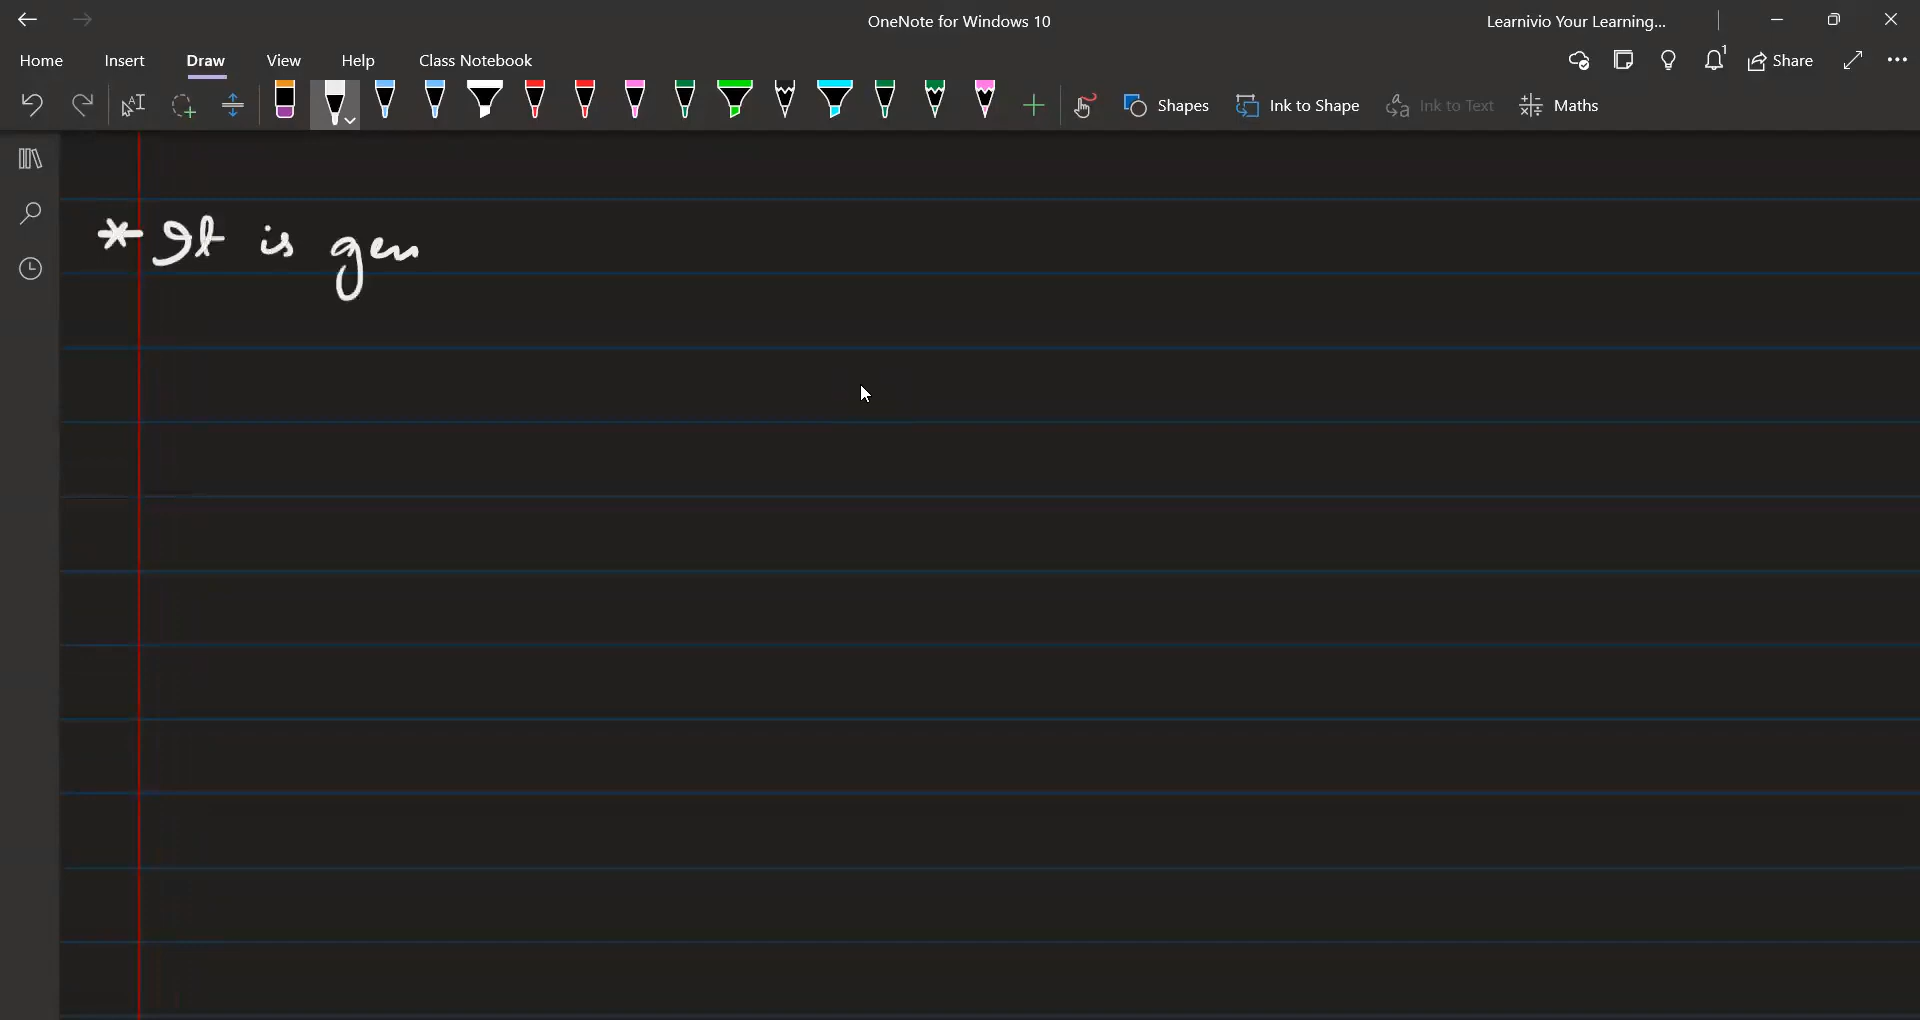 OneNote for Windows 10
Learnivio Your Learning...
Home Insert Draw View Help Class Notebook
1
Share
Shapes Ink to Shape Ink to Text Maths
* It is gen